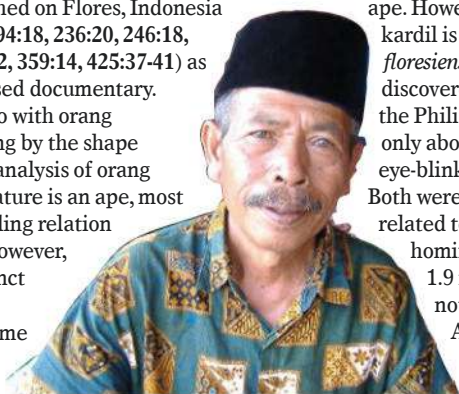 ned on Flores, Indonesia
94:18, 236:20, 246:18,
2, 359:14, 425:37-41) as
sed documentary.
o with orang
ng by the shape
analysis of orang
ature is an ape, most
ding relation
owever,
nct
me
ape. Howe
kardil is
floresien
discover
the Phili
only abo
eye-blink
Both were
related to
homi
1.9
no
A